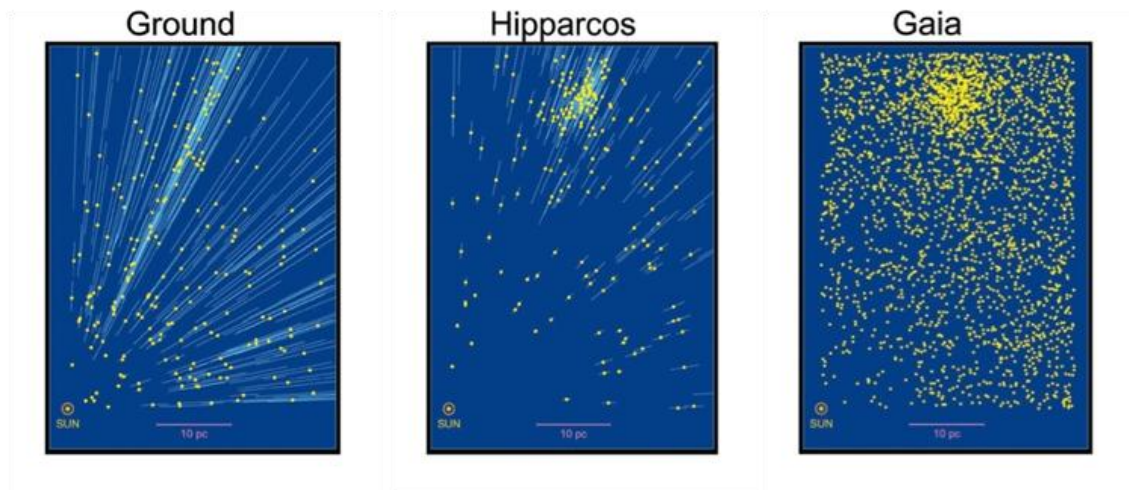 Ground
Hipparcos
Gaia
SUN
10 pc
SUN
10 pc
SUN
10 pc